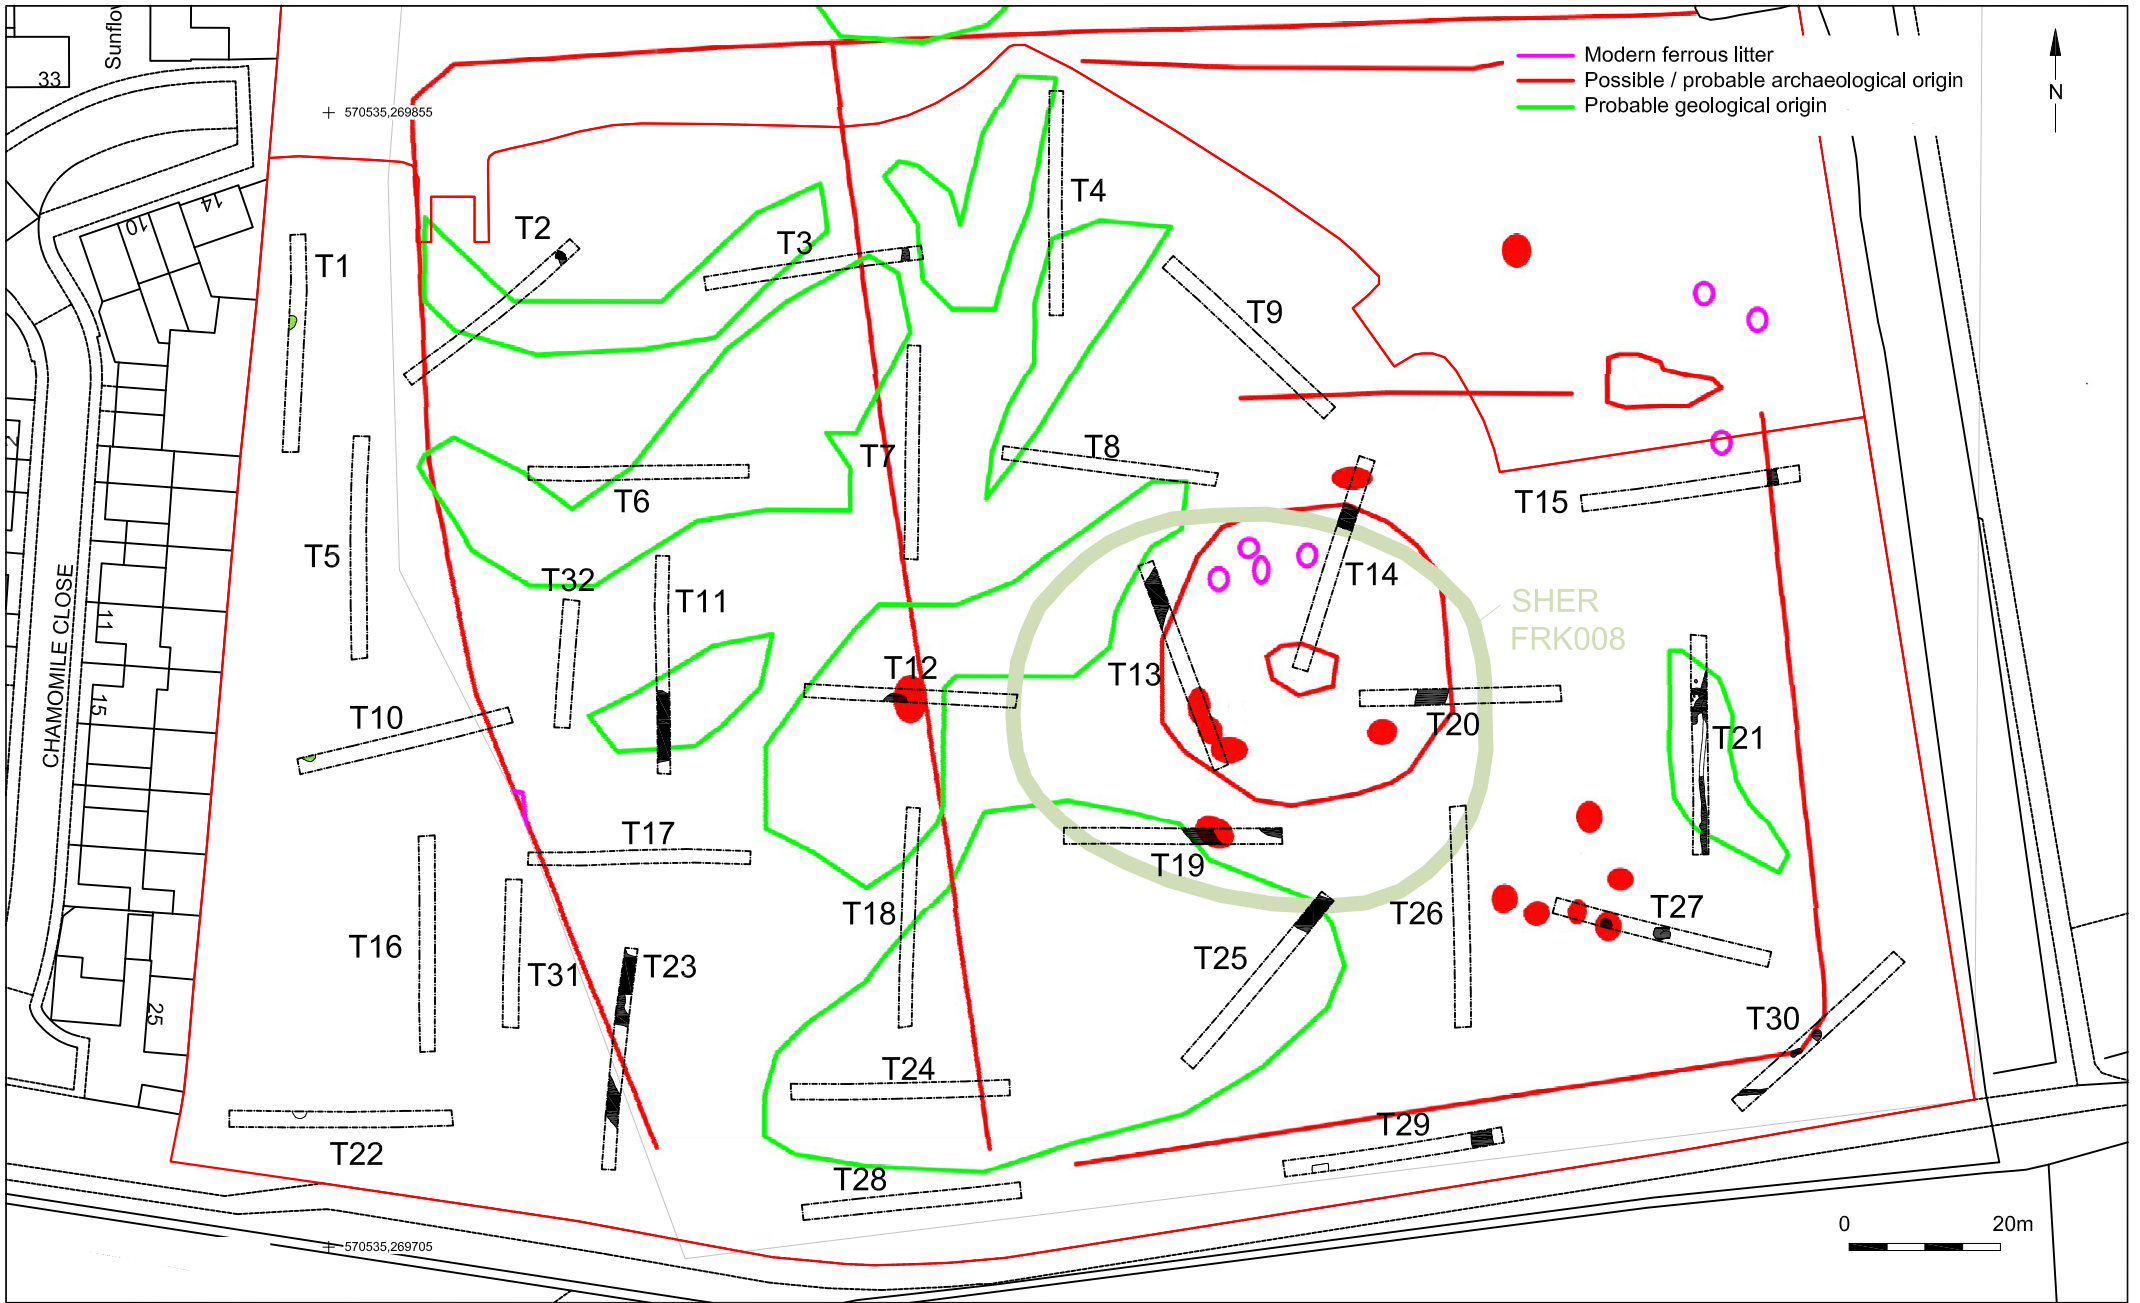 Sunflo
33
570535,269855
Modern ferrous litter
Possible / probable archaeological origin
Probable geological origin
N
14
10
T1
T2
T3
T4
T9
T7
T8
T6
T5
T15
T32
T11
T14
SHER
FRK008
T13
T12
T20
T10
T21
CHAMOMILE CLOSE
11
15
T17
T19
T18
T26
T27
T16
T31
T23
T25
T30
25
T24
T22
T29
T28
570535,269705
0 20m